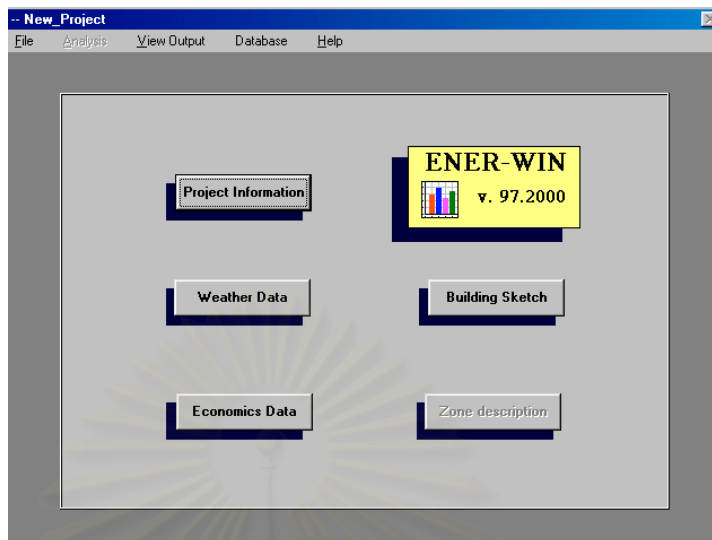 -- New_Project
File Analysis View Output Database Help
ENER-WIN
v. 97.2000
Project Information
Weather Data
Building Sketch
Economics Data
Zone description